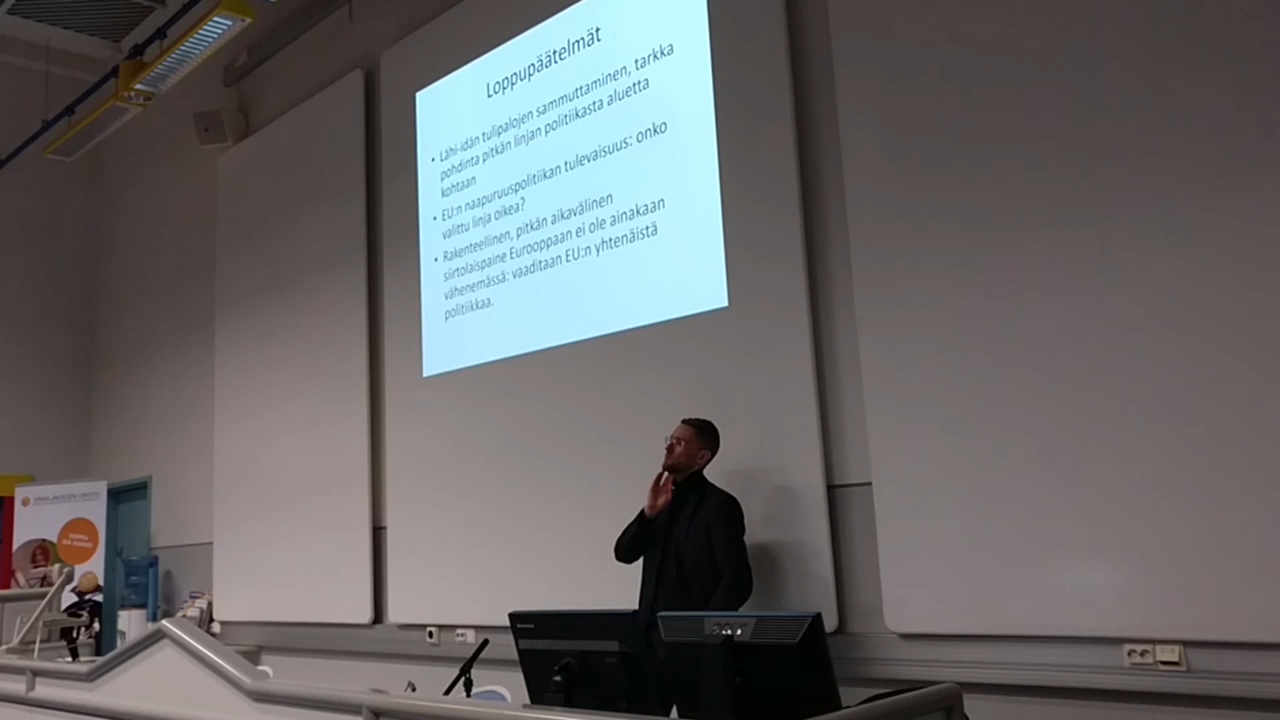 Loppupäätelmät
• Lähi-idän tulipalojen sammuttaminen, tarkka
pohdinta pitkän linjan politiikasta aluetta
kohtaan
• EU:n naapuruuspolitiikan tulevaisuus: onko
valittu linja oikea?
• Rakenteellinen, pitkän aikavälinen
siirtolaispaine Eurooppaan ei ole ainakaan
vähenemässä: vaaditaan EU:n yhtenäistä
politiikkaa.